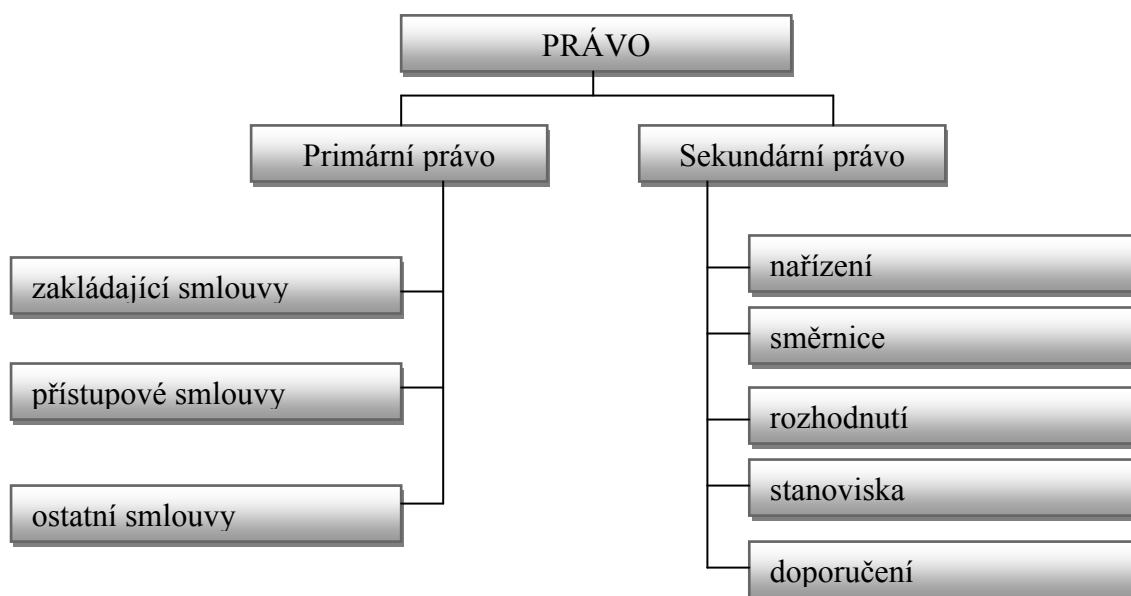 PRÁVO
Primární právo
zakládající smlouvy
přístupové smlouvy
ostatní smlouvy
Sekundární právo
nařízení
směrnice
rozhodnutí
stanoviska
doporučení